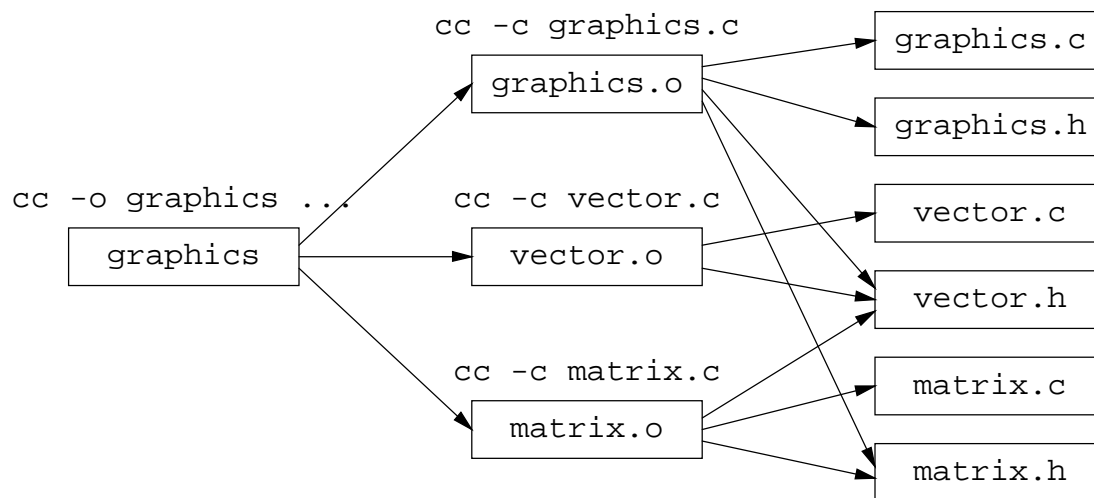 cc -c graphics.c
graphics.o
graphics.c
graphics.h
cc -o graphics ...
graphics
cc -c vector.c
vector.o
vector.c
vector.h
cc -c matrix.c
matrix.o
matrix.c
matrix.h